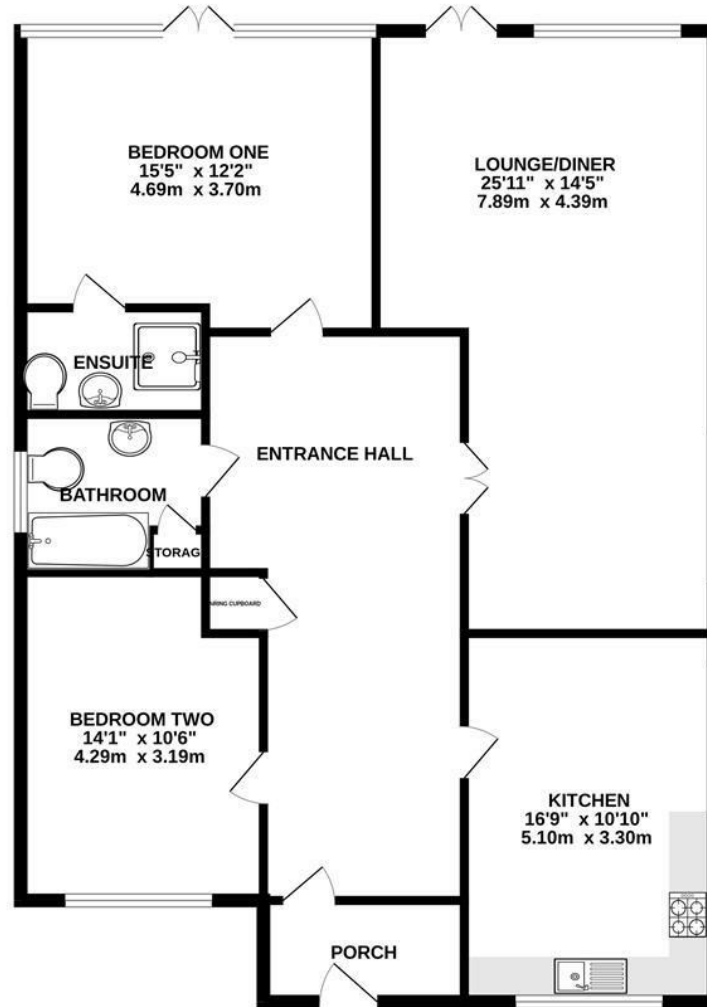 BEDROOM ONE
15'5" x 12'2"
4.69m x 3.70m
LOUNGE/DINER
25'11" x 14'5"
7.89m x 4.39m
ENSUITE
ENTRANCE HALL
BATHROOM
STORAG
IRING CUPBOARD
BEDROOM TWO
14'1" x 10'6"
4.29m x 3.19m
KITCHEN
16'9" x 10'10"
5.10m x 3.30m
PORCH